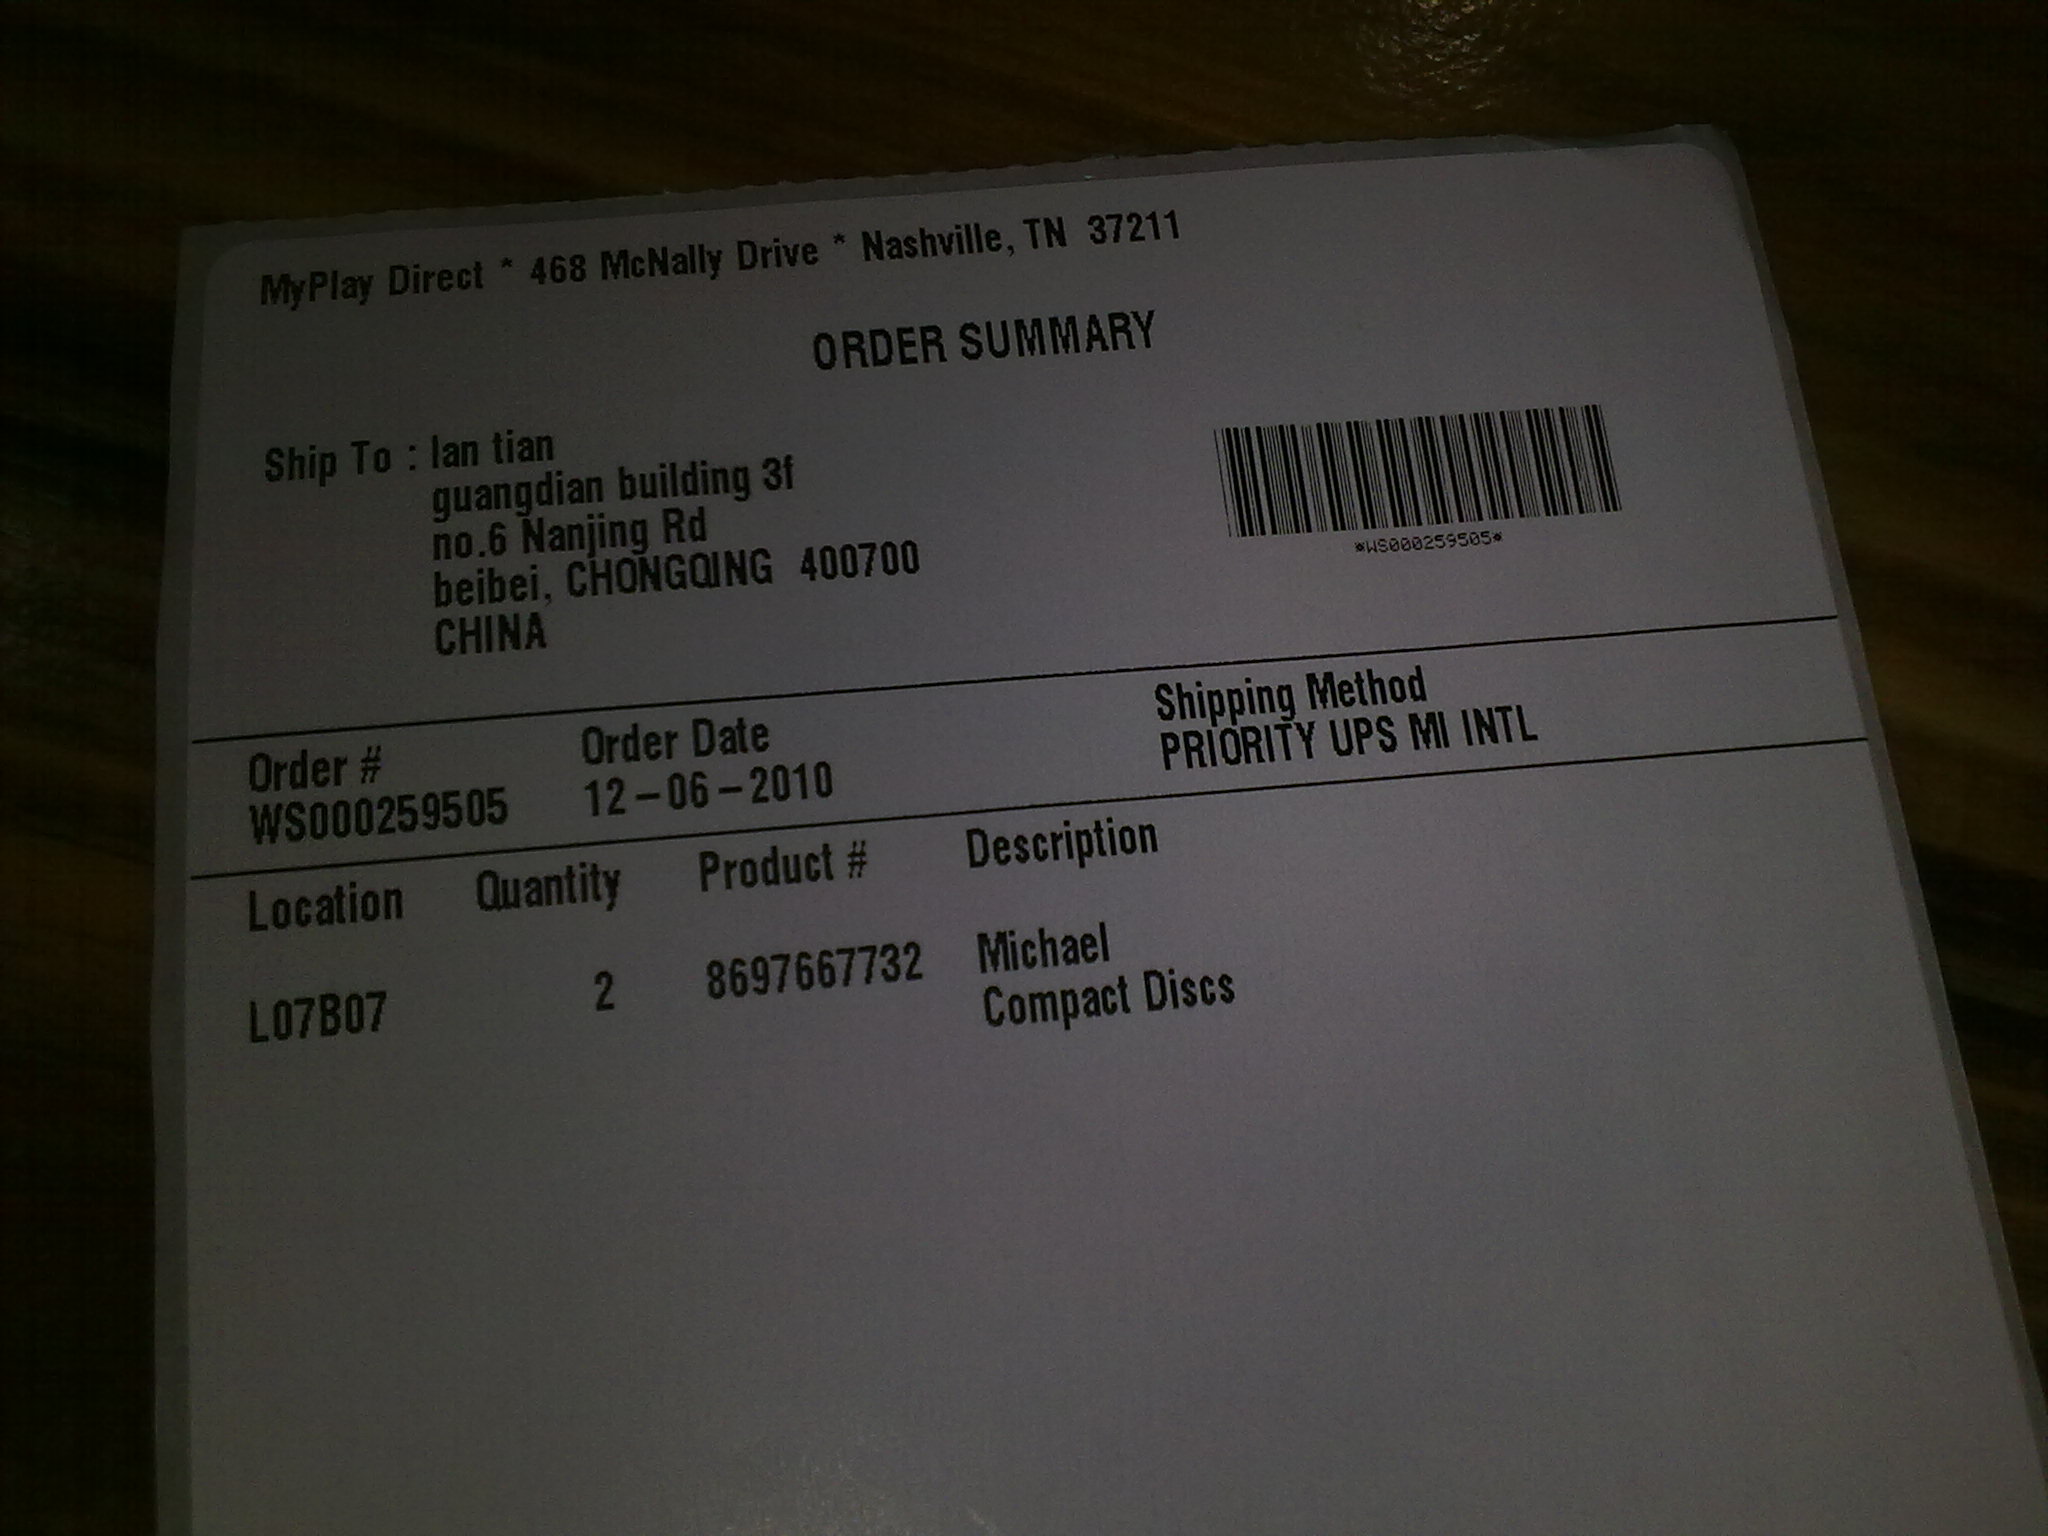 MyPlay Direct * 468 McNally Drive * Nashville, TN 37211
ORDER SUMMARY
Ship To : lan tian
guangdian building 3f
no.6 Nanjing Rd
beibei, CHONGQING 400700
CHINA
*WS000259505*
Order # Order Date Shipping Method
WS000259505 12-06-2010 PRIORITY UPS MI INTL
Location Quantity Product # Description
L07B07 2 8697667732 Michael
Compact Discs